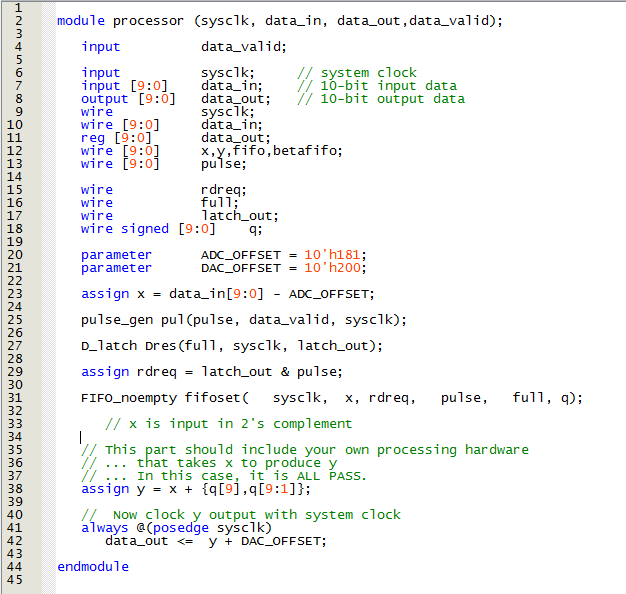 1
2 module processor (sysclk, data_in, data_out,data_valid);
3
4 input data_valid;
5
6 input sysclk; // system clock
7 input [9:0] data_in; // 10-bit input data
8 output [9:0] data_out; // 10-bit output data
9 wire sysclk;
10 wire [9:0] data_in;
11 reg [9:0] data_out;
12 wire [9:0] x,y,fifo,betafifo;
13 wire [9:0] pulse;
14
15 wire rdreq;
16 wire full;
17 wire latch_out;
18 wire signed [9:0] q;
19
20 parameter ADC_OFFSET = 10'h181;
21 parameter DAC_OFFSET = 10'h200;
22
23 assign x = data_in[9:0] - ADC_OFFSET;
24
25 pulse_gen pul(pulse, data_valid, sysclk);
26
27 D_latch Dres(full, sysclk, latch_out);
28
29 assign rdreq = latch_out & pulse;
30
31 FIFO_noempty fifoset( sysclk, x, rdreq, pulse, full, q);
32
33 // x is input in 2's complement
34
35 // This part should include your own processing hardware
36 // ... that takes x to produce y
37 // ... In this case, it is ALL PASS.
38 assign y = x + {q[9],q[9:1]};
39
40 // Now clock y output with system clock
41 always @(posedge sysclk)
42 data_out <= y + DAC_OFFSET;
43
44 endmodule
45